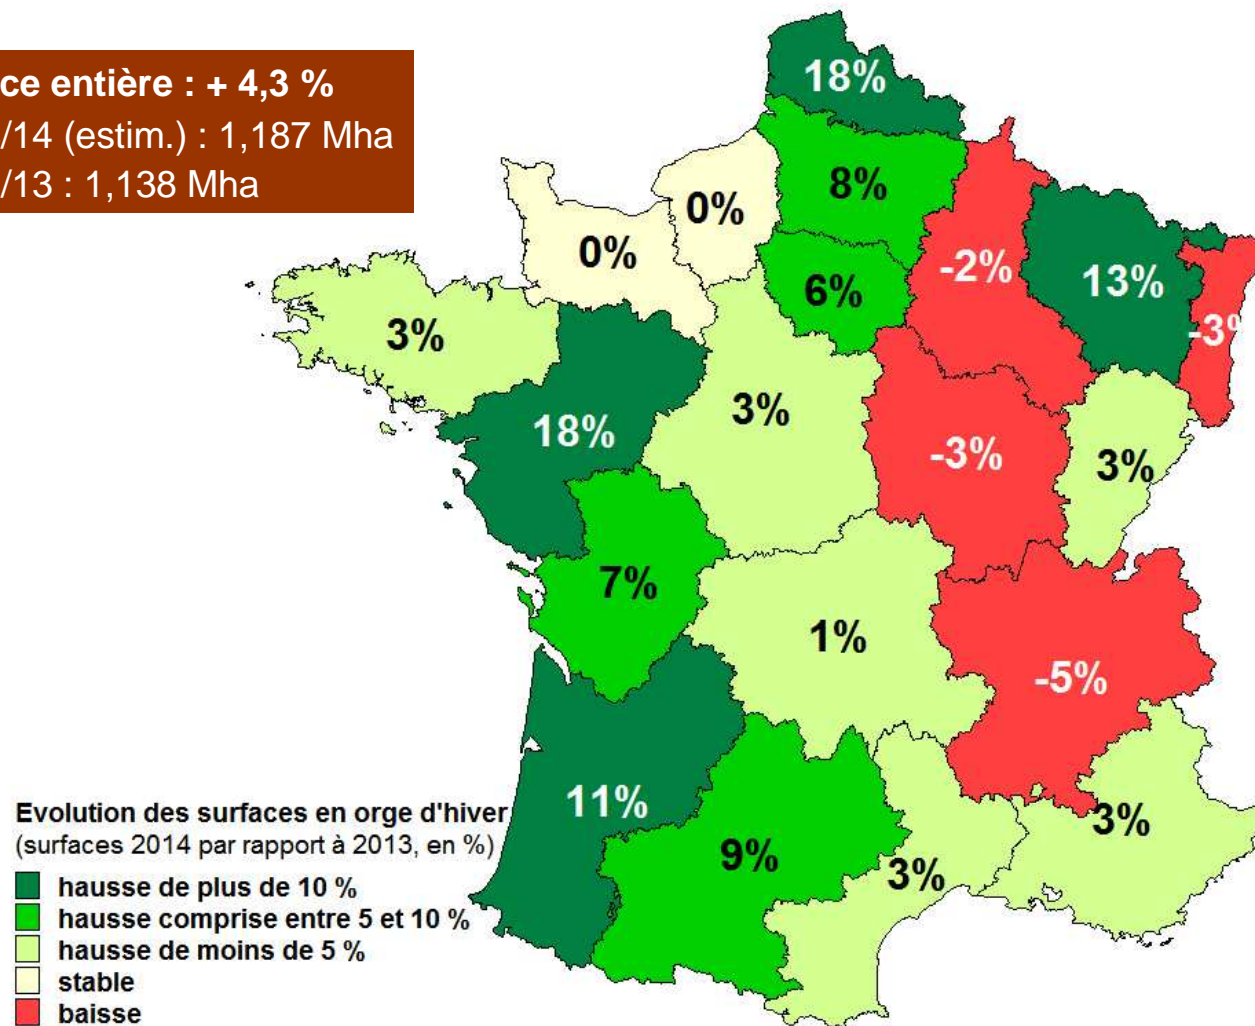 ce entière : + 4,3 %
/14 (estim.) : 1,187 Mha
/13 : 1,138 Mha
18%
8%
0%
0%
-2%
13%
6%
-3%
3%
3%
18%
-3%
3%
7%
1%
-5%
11%
3%
9%
3%
Evolution des surfaces en orge d'hiver
(surfaces 2014 par rapport à 2013, en %)
hausse de plus de 10 %
hausse comprise entre 5 et 10 %
hausse de moins de 5 %
stable
baisse